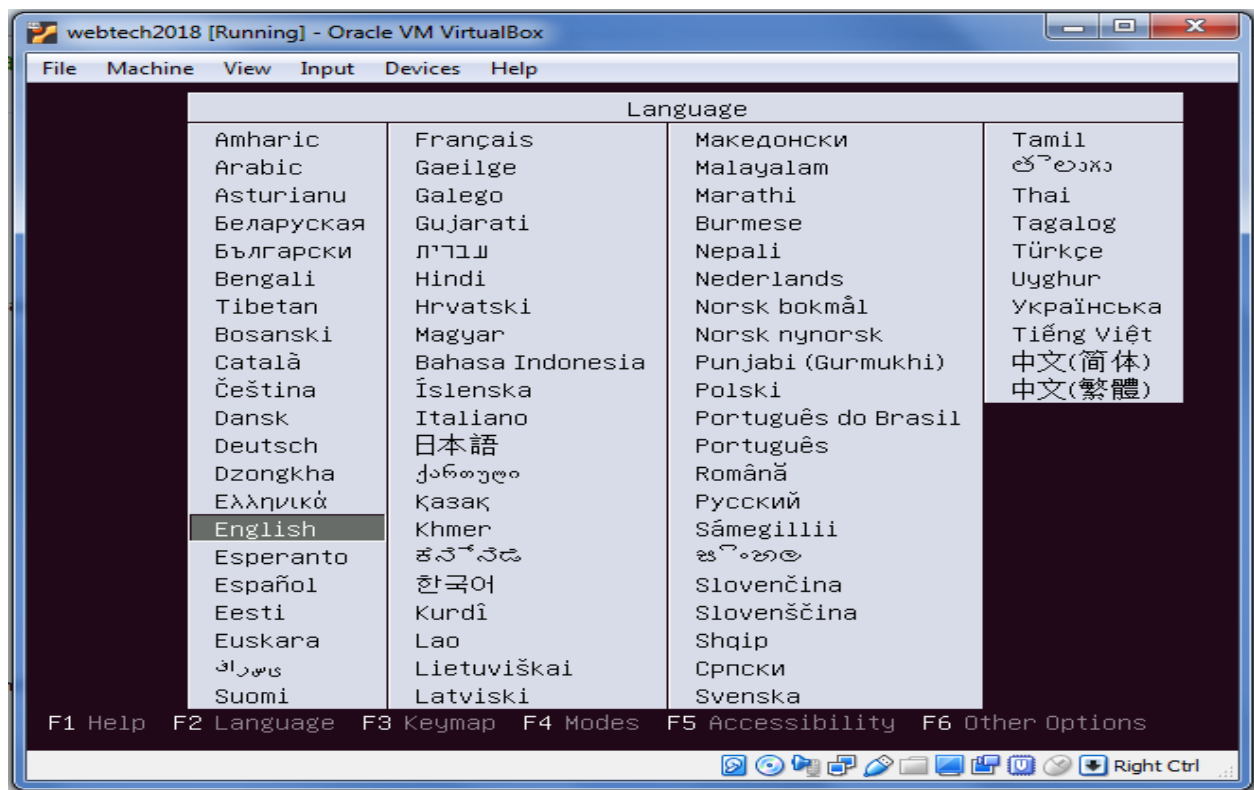 webtech2018 [Running] - Oracle VM VirtualBox
File Machine View Input Devices Help
Language
Amharic
Arabic
Asturianu
Беларуская
Български
Bengali
Tibetan
Bosanski
Català
Čeština
Dansk
Deutsch
Dzongkha
Ελληνικά
English
Esperanto
Español
Eesti
Euskara
فارسی
Suomi
Français
Gaeilge
Galego
Gujarati
עברית
Hindi
Hrvatski
Magyar
Bahasa Indonesia
Íslenska
Italiano
日本語
ქართული
Қазақ
Khmer
ಕನ್ನಡ
한국어
Kurdî
Lao
Lietuviškai
Latviski
Македонски
Malayalam
Marathi
Burmese
Nepali
Nederlands
Norsk bokmål
Norsk nynorsk
Punjabi (Gurmukhi)
Polski
Português do Brasil
Português
Română
Русский
Sámegillii
සිංහල
Slovenčina
Slovenščina
Shqip
Српски
Svenska
Tamil
తెలుగు
Thai
Tagalog
Türkçe
Uyghur
Українська
Tiếng Việt
中文(简体)
中文(繁體)
F1 Help F2 Language F3 Keymap F4 Modes F5 Accessibility F6 Other Options
Right Ctrl